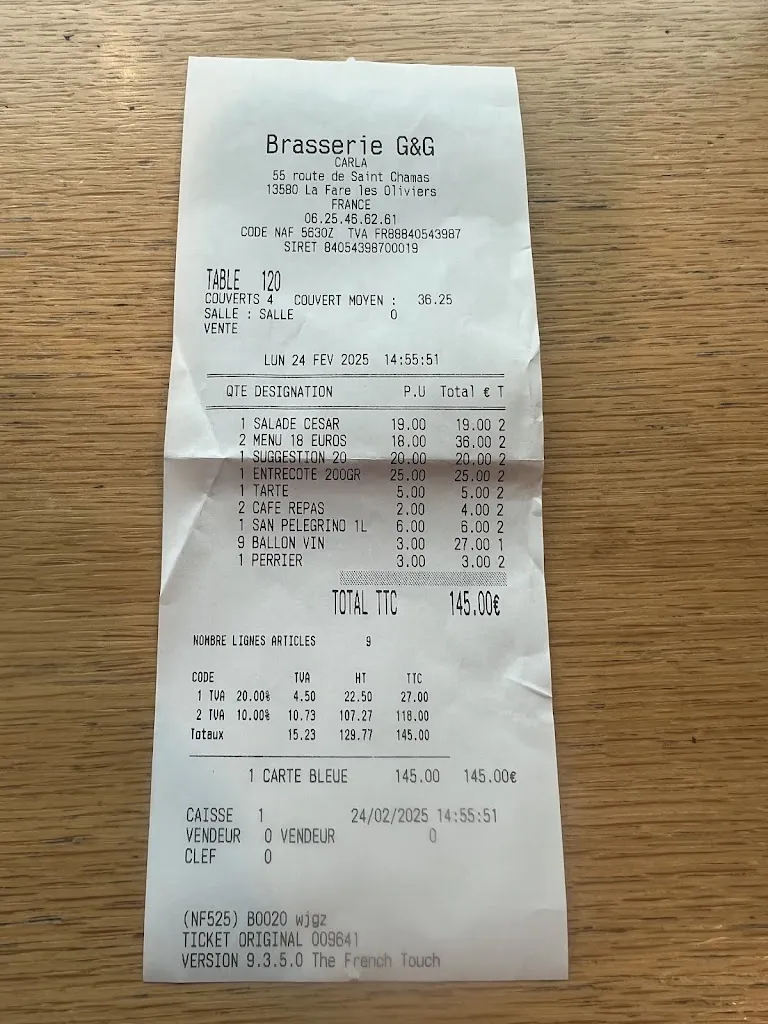 Brasserie G&G
CARLA
55 route de Saint Chamas
13580 La Fare les Oliviers
FRANCE
06.25.46.62.61
CODE NAF 5630Z TVA FR88840543987
SIRET 84054398700019
TABLE 120
COUVERTS 4 COUVERT MOYEN : 36.25
SALLE : SALLE 0
VENTE
LUN 24 FEV 2025 14:55:51
QTE DESIGNATION P.U Total € T
1 SALADE CESAR 19.00 19.00 2
2 MENU 18 EUROS 18.00 36.00 2
1 SUGGESTION 20 20.00 20.00 2
1 ENTRECOTE 200GR 25.00 25.00 2
1 TARTE 5.00 5.00 2
2 CAFE REPAS 2.00 4.00 2
1 SAN PELEGRINO 1L 6.00 6.00 2
9 BALLON VIN 3.00 27.00 1
1 PERRIER 3.00 3.00 2
TOTAL TTC 145.00€
NOMBRE LIGNES ARTICLES 9
CODE TVA HT TTC
1 TVA 20.00% 4.50 22.50 27.00
2 TVA 10.00% 10.73 107.27 118.00
Totaux 15.23 129.77 145.00
1 CARTE BLEUE 145.00 145.00€
CAISSE 1 24/02/2025 14:55:51
VENDEUR 0 VENDEUR 0
CLEF 0
(NF525) B0020 wjgz
TICKET ORIGINAL 009641
VERSION 9.3.5.0 The French Touch